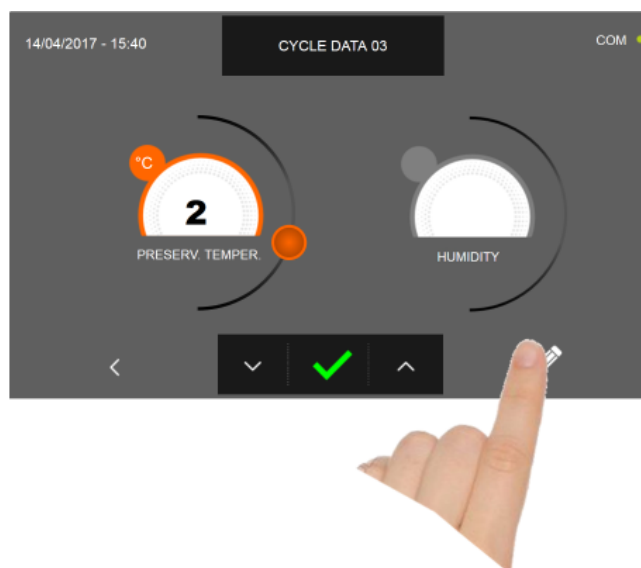 14/04/2017 - 15:40
CYCLE DATA 03
COM
°C
2
PRESERV. TEMPER.
HUMIDITY